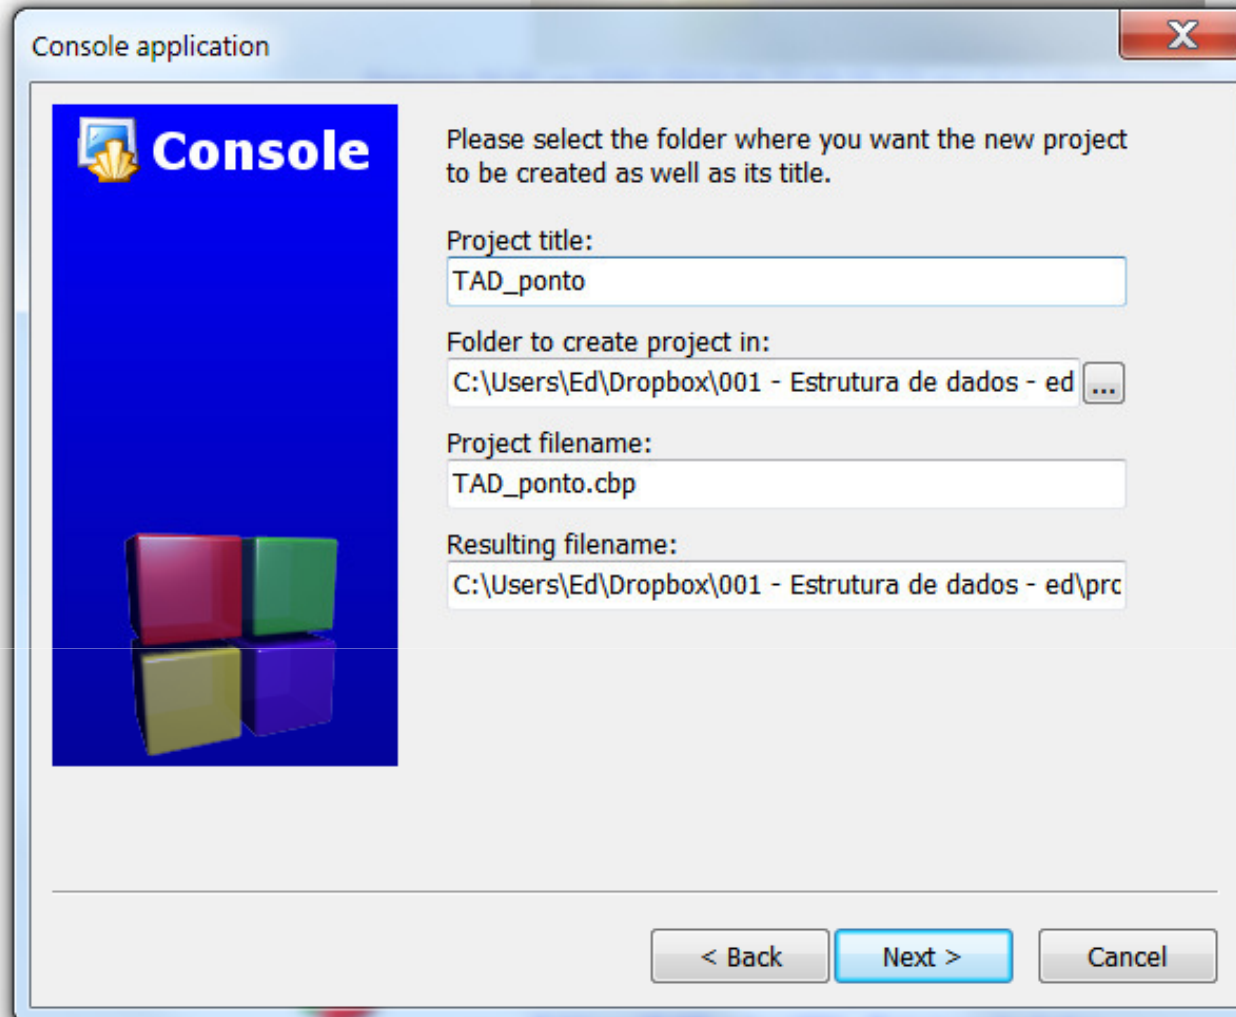 Console application
Console
Please select the folder where you want the new project
to be created as well as its title.
Project title:
TAD_ponto
Folder to create project in:
C:\Users\Ed\Dropbox\001 - Estrutura de dados - ed
...
Project filename:
TAD_ponto.cbp
Resulting filename:
C:\Users\Ed\Dropbox\001 - Estrutura de dados - ed\prc
< Back
Next >
Cancel